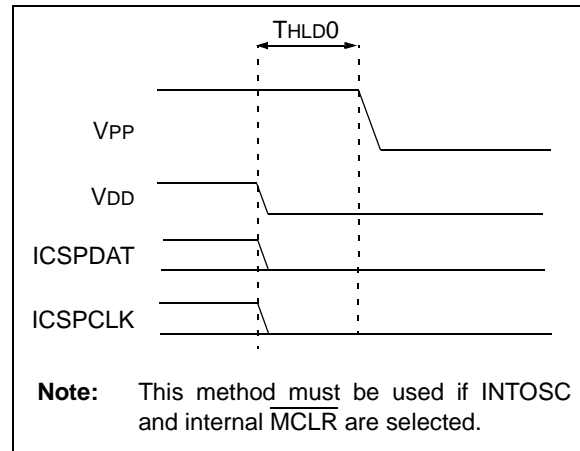 THLD0
VPP
VDD
ICSPDAT
ICSPCLK
Note: This method must be used if INTOSC
and internal MCLR are selected.